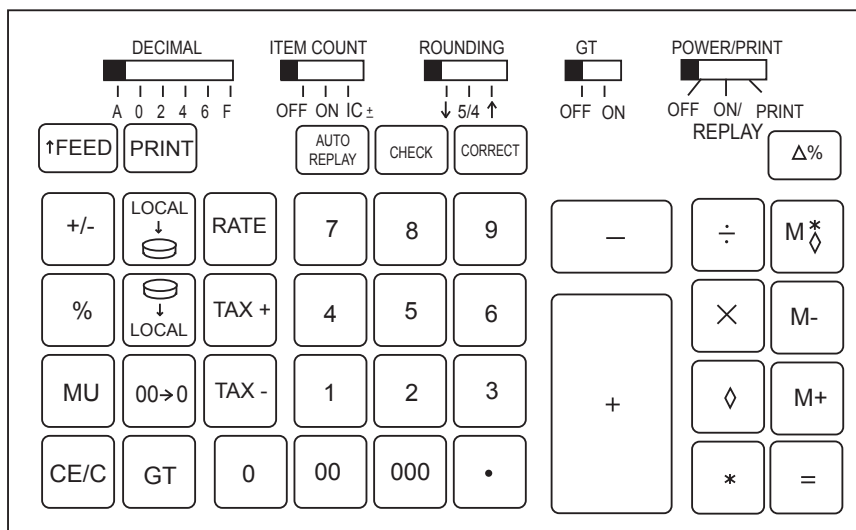 DECIMAL ITEM COUNT ROUNDING GT POWER/PRINT
A 0 2 4 6 F OFF ON IC ± ↓ 5/4 ↑ OFF ON OFF ON/ PRINT
REPLAY
↑FEED PRINT AUTO REPLAY CHECK CORRECT Δ%
+/- LOCAL ↓ RATE 7 8 9 — ÷ M*◊
% ↓ LOCAL TAX + 4 5 6 × M-
MU 00→0 TAX - 1 2 3 + ◊ M+
CE/C GT 0 00 000 • * =